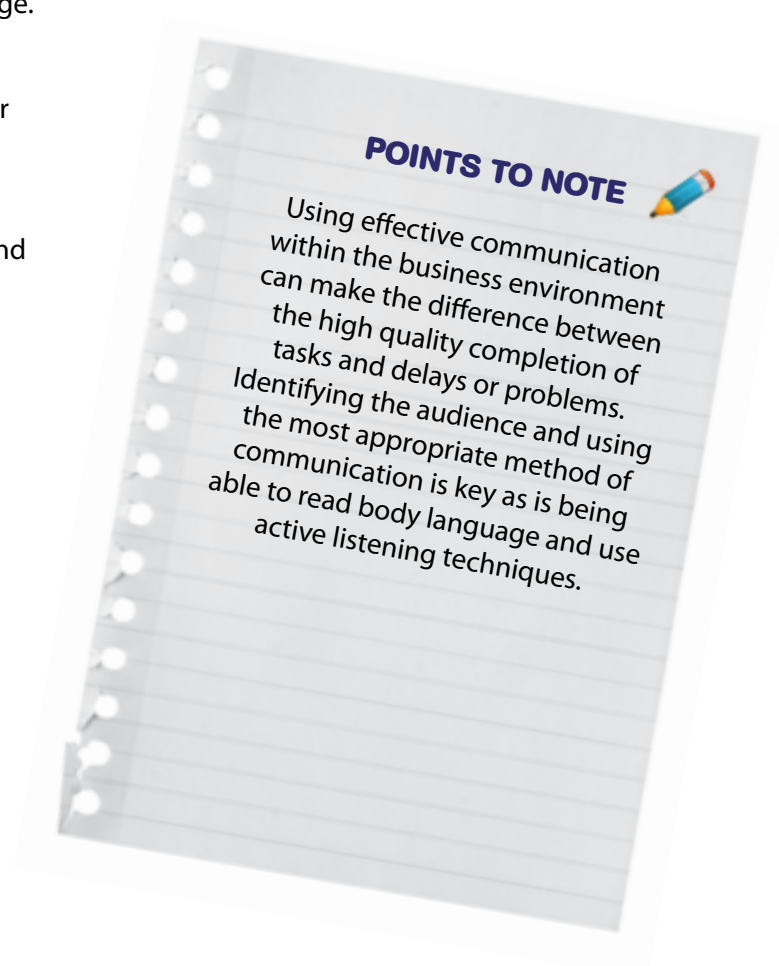 ge.
r
nd
POINTS TO NOTE
Using effective communication
within the business environment
can make the difference between
the high quality completion of
tasks and delays or problems.
Identifying the audience and using
the most appropriate method of
communication is key as is being
able to read body language and use
active listening techniques.